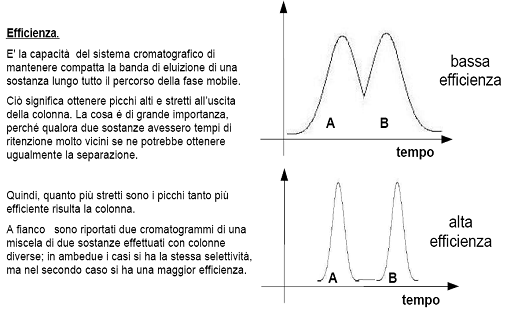 Efficienza.
E' la capacità del sistema cromatografico di
mantenere compatta la banda di eluizione di una
sostanza lungo tutto il percorso della fase mobile.
Ciò significa ottenere picchi alti e stretti all'uscita
della colonna. La cosa è di grande importanza,
perché qualora due sostanze avessero tempi di
ritenzione molto vicini se ne potrebbe ottenere
ugualmente la separazione.
Quindi, quanto più stretti sono i picchi tanto più
efficiente risulta la colonna.
A fianco sono riportati due cromatogrammi di una
miscela di due sostanze effettuati con colonne
diverse; in ambedue i casi si ha la stessa selettività,
ma nel secondo caso si ha una maggior efficienza.
bassa
efficienza
A B
tempo
alta
efficienza
A B
tempo